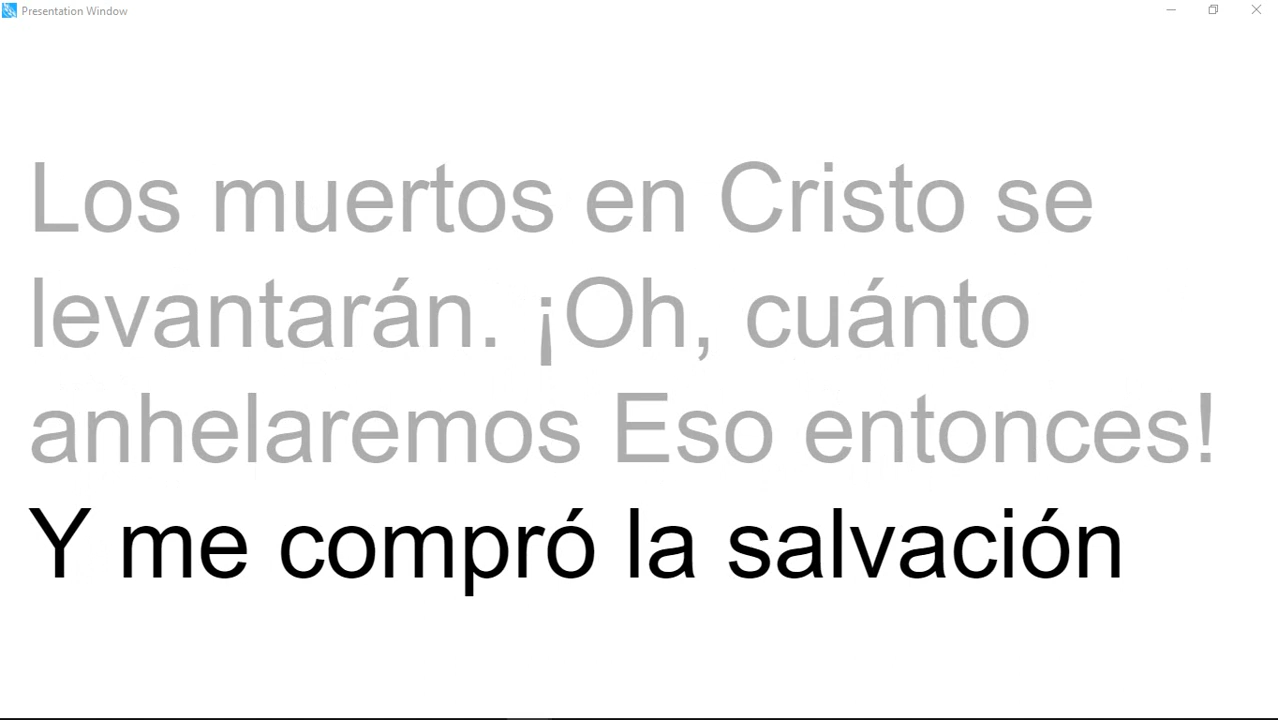 Presentation Window
Los muertos en Cristo se
levantarán. ¡Oh, cuánto
anhelaremos Eso entonces!
Y me compró la salvación